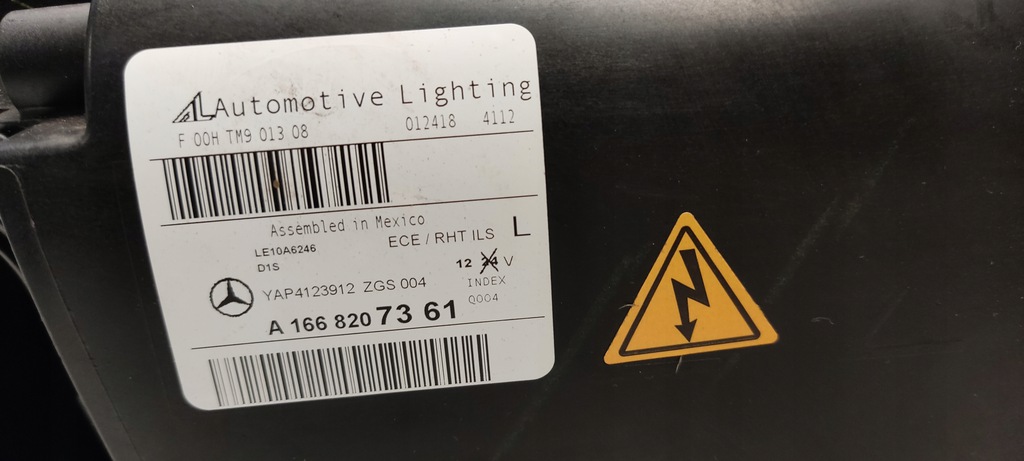 AL Automotive Lighting
F 00H TM9 013 08 012418 4112
Assembled in Mexico
LE10A6246 ECE / RHT ILS L
D1S
12 24 V
YAP4123912 ZGS 004 INDEX
Q004
A 166 820 73 61